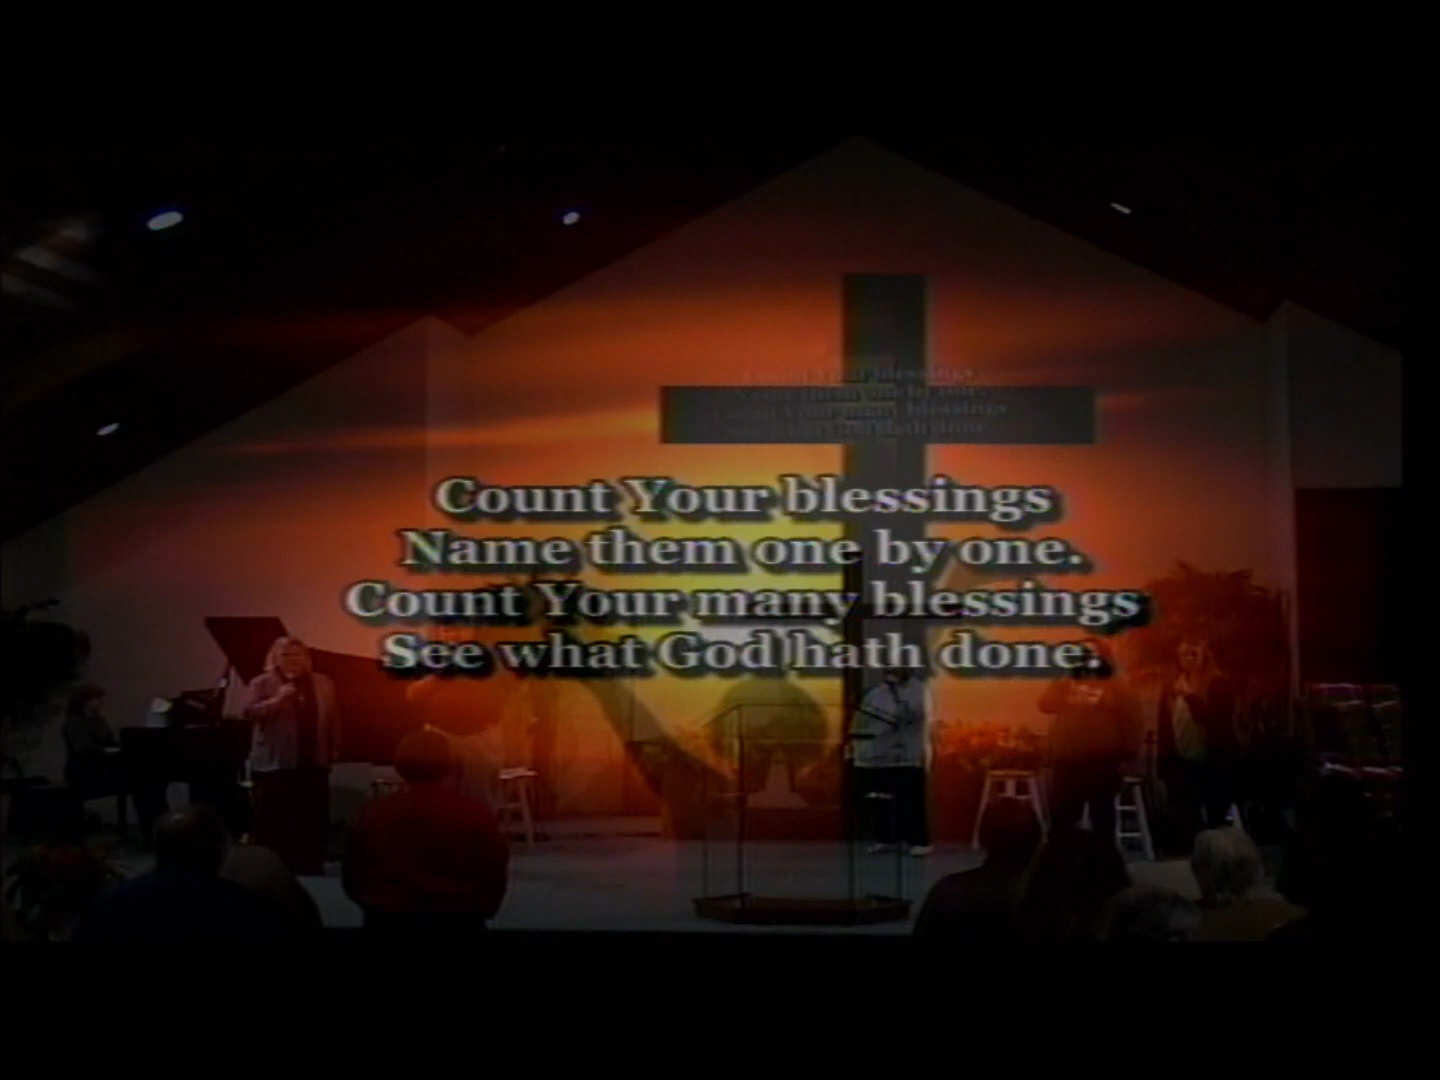 Count Your blessings
Name them one by one.
Count Your many blessings
See what God hath done.